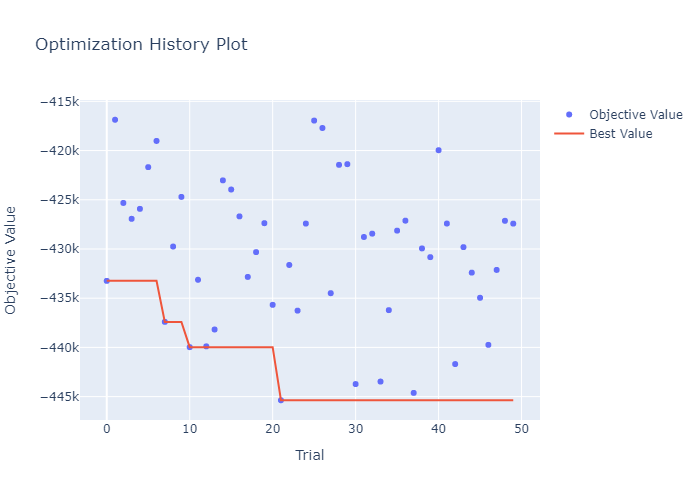 Optimization History Plot
−415k
−420k
−425k
−430k
−435k
−440k
−445k
0
10
20
30
40
50
Trial
Objective Value
Objective Value
Best Value